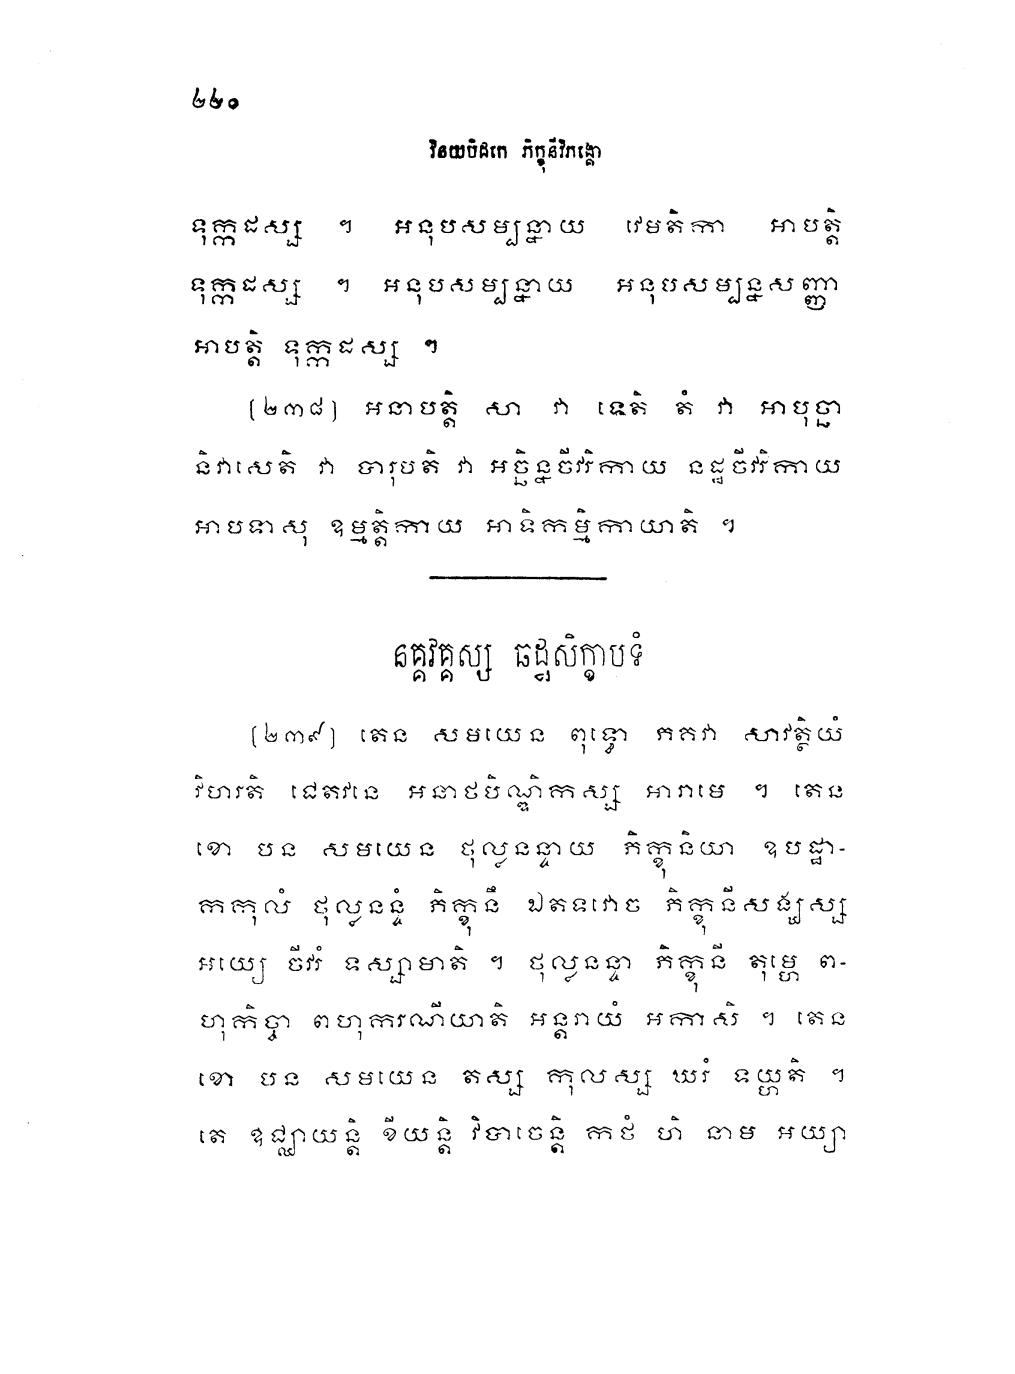 ២២០
វិនយបិដកេ ភិក្ខុនីវិភង្គោ
ទុក្កដស្ស ។ អនុបសម្បន្នាយ វេមតិកា អាបត្តិ
ទុក្កដស្ស ។ អនុបសម្បន្នាយ អនុបសម្បន្នសញ្ញា
អាបត្តិ ទុក្កដស្ស ។
(២៣៨) អនាបត្តិ សា វា ទេតិ តំ វា អាបុច្ឆា
និវាសេតិ វា បារុបតិ វា អច្ឆិន្នចីវរិកាយ នដ្ឋចីវរិកាយ
អាបទាសុ ឧម្មត្តិកាយ អាទិកម្មិកាយាតិ ។
នគ្គវគ្គស្ស ឆដ្ឋសិក្ខាបទំ
(២៣៩) តេន សមយេន ពុទ្ធោ ភគវា សាវត្ថិយំ
វិហរតិ ជេតវនេ អនាថបិណ្ឌិកស្ស អារាមេ ។ តេន
ខោ បន សមយេន ថុល្លនន្ទាយ ភិក្ខុនិយា ឧបដ្ឋា-
កកុលំ ថុល្លនន្ទំ ភិក្ខុនឹ ឯតទវោច ភិក្ខុនីសង្ឃស្ស
អយ្យេ ចីវរំ ទស្សាមាតិ ។ ថុល្លនន្ទា ភិក្ខុនី តុម្ហេ ព-
ហុកិច្ចា ពហុករណីយាតិ អន្តរាយំ អកាសិ ។ តេន
ខោ បន សមយេន តស្ស កុលស្ស ឃរំ ទយ្ហតិ ។
តេ ឧជ្ឈាយន្តិ ខីយន្តិ វិបាចេន្តិ កថំ ហិ នាម អយ្យា